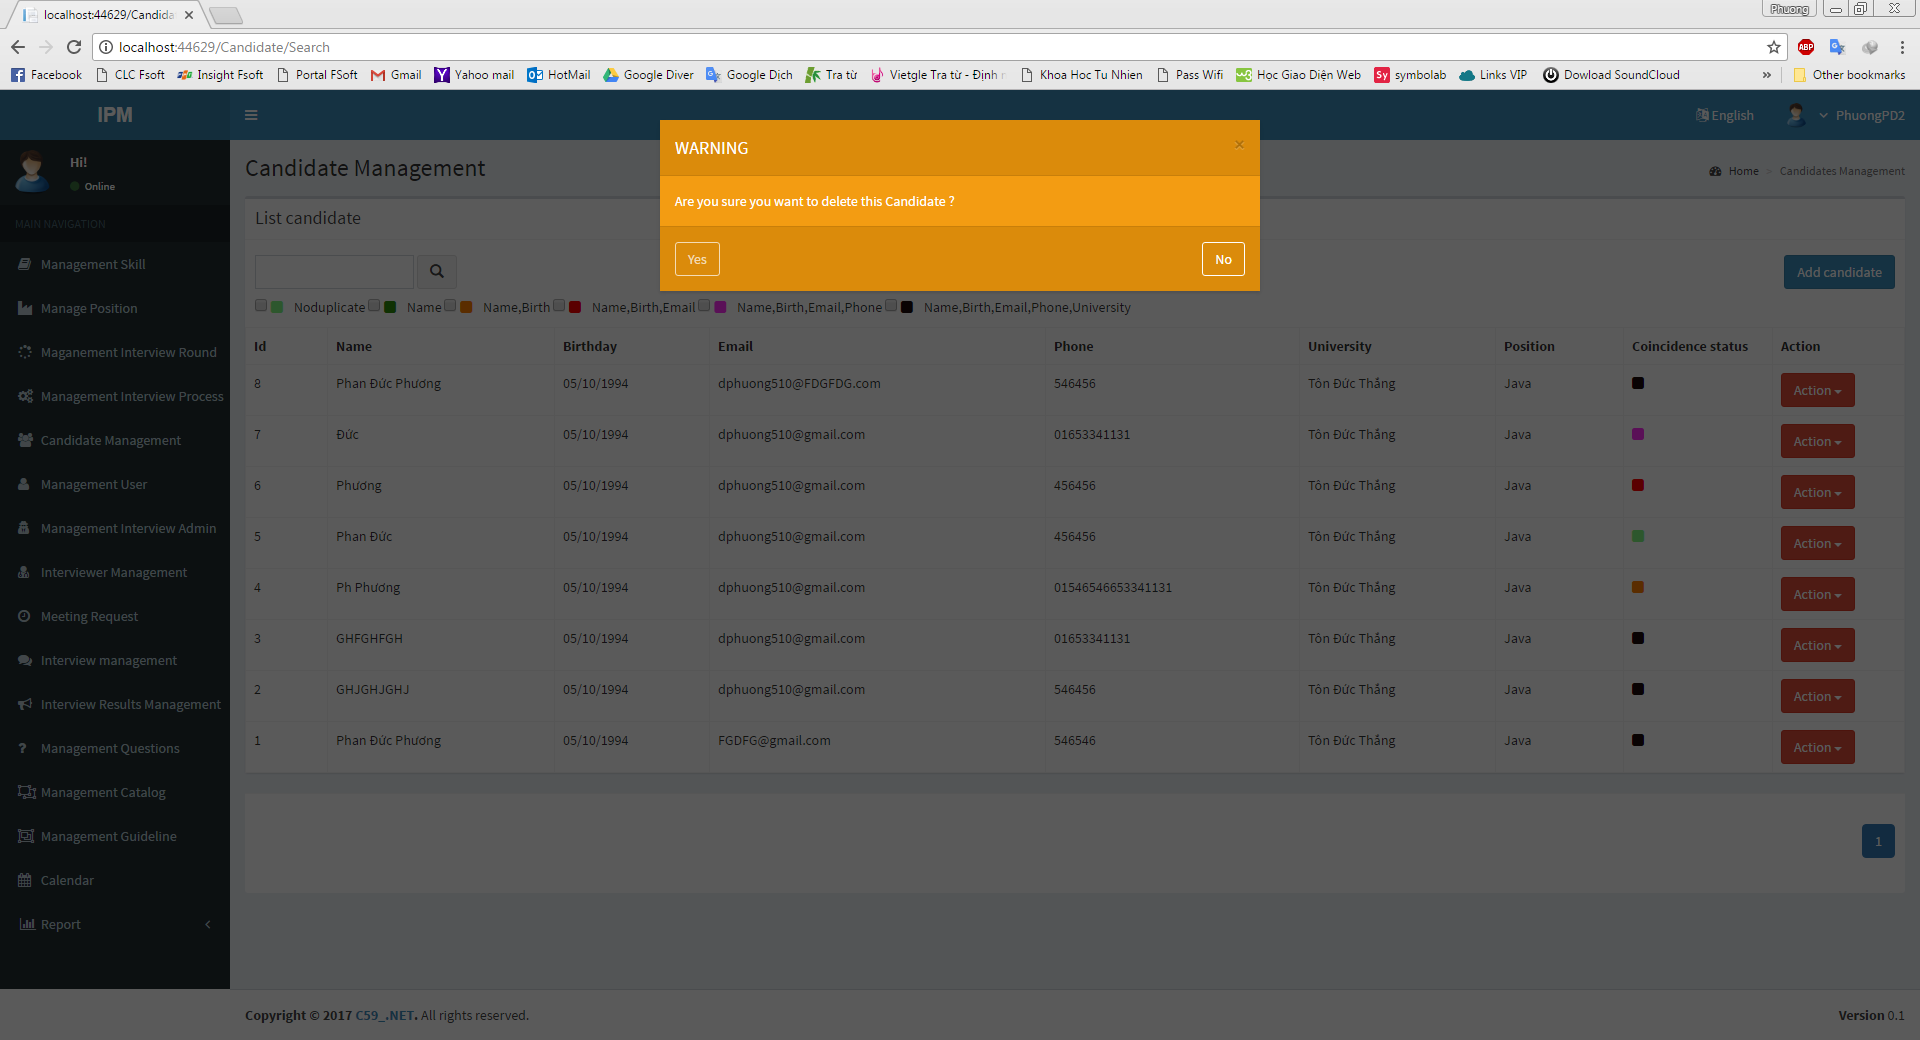 localhost:44629/Candida
Phuong
localhost:44629/Candidate/Search
ABP
Facebook CLC Fsoft Insight Fsoft Portal FSoft Gmail Yahoo mail HotMail Google Diver Google Dịch Tra từ Vietgle Tra từ - Định Khoa Hoc Tu Nhien Pass Wifi Học Giao Diện Web symbolab Links VIP Dowload SoundCloud » Other bookmarks
IPM
English
PhuongPD2
Hi!
Online
MAIN NAVIGATION
Management Skill
Manage Position
Maganement Interview Round
Management Interview Process
Candidate Management
Management User
Management Interview Admin
Interviewer Management
Meeting Request
Interview management
Interview Results Management
Management Questions
Management Catalog
Management Guideline
Calendar
Report
Candidate Management
Home > Candidates Management
List candidate
WARNING ×
Are you sure you want to delete this Candidate ?
Yes No
Add candidate
Noduplicate Name Name,Birth Name,Birth,Email Name,Birth,Email,Phone Name,Birth,Email,Phone,University
Id Name Birthday Email Phone University Position Coincidence status Action
8 Phan Đức Phương 05/10/1994 dphuong510@FDGFDG.com 546456 Tôn Đức Thắng Java Action
7 Đức 05/10/1994 dphuong510@gmail.com 01653341131 Tôn Đức Thắng Java Action
6 Phương 05/10/1994 dphuong510@gmail.com 456456 Tôn Đức Thắng Java Action
5 Phan Đức 05/10/1994 dphuong510@gmail.com 456456 Tôn Đức Thắng Java Action
4 Ph Phương 05/10/1994 dphuong510@gmail.com 01546546653341131 Tôn Đức Thắng Java Action
3 GHFGHFGH 05/10/1994 dphuong510@gmail.com 01653341131 Tôn Đức Thắng Java Action
2 GHJGHJGHJ 05/10/1994 dphuong510@gmail.com 546456 Tôn Đức Thắng Java Action
1 Phan Đức Phương 05/10/1994 FGDFG@gmail.com 546546 Tôn Đức Thắng Java Action
1
Copyright © 2017 C59_.NET. All rights reserved.
Version 0.1